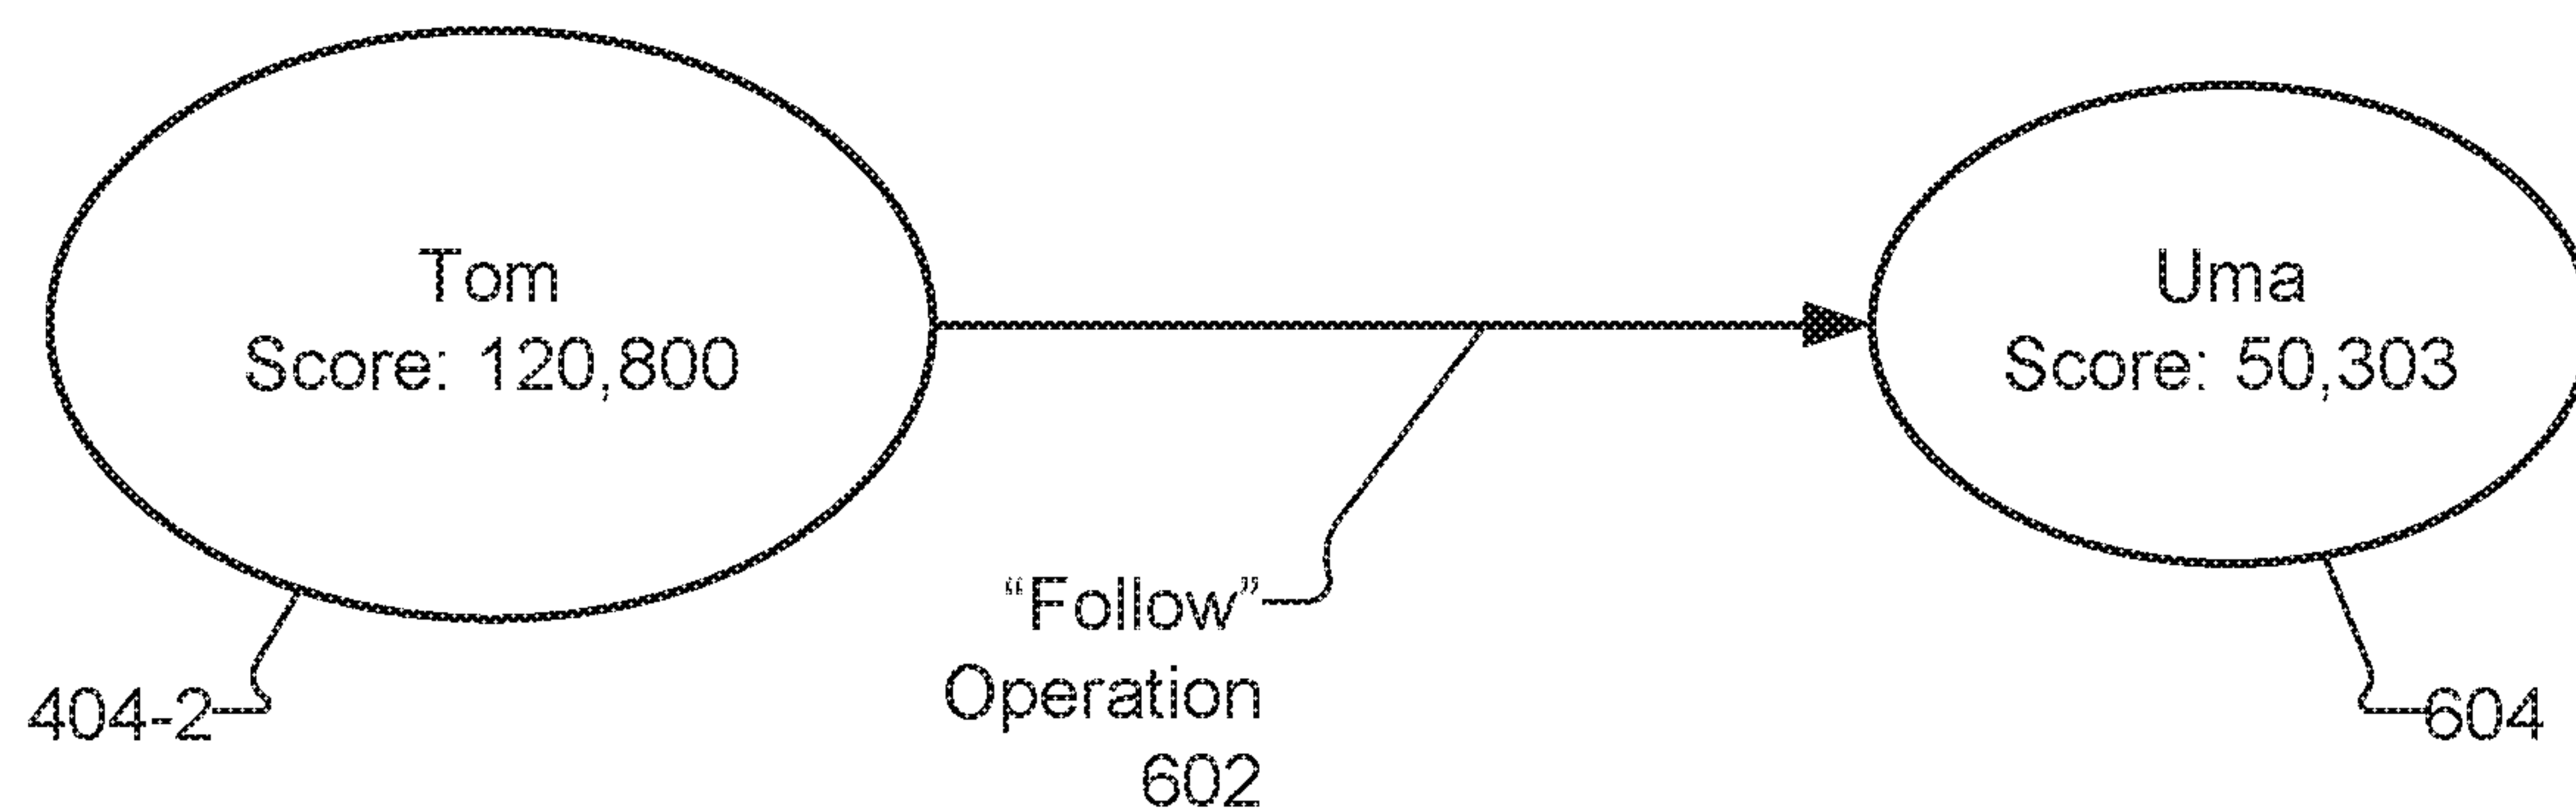 Tom
Score: 120,800
Uma
Score: 50,303
“Follow”
Operation
602
404-2
604